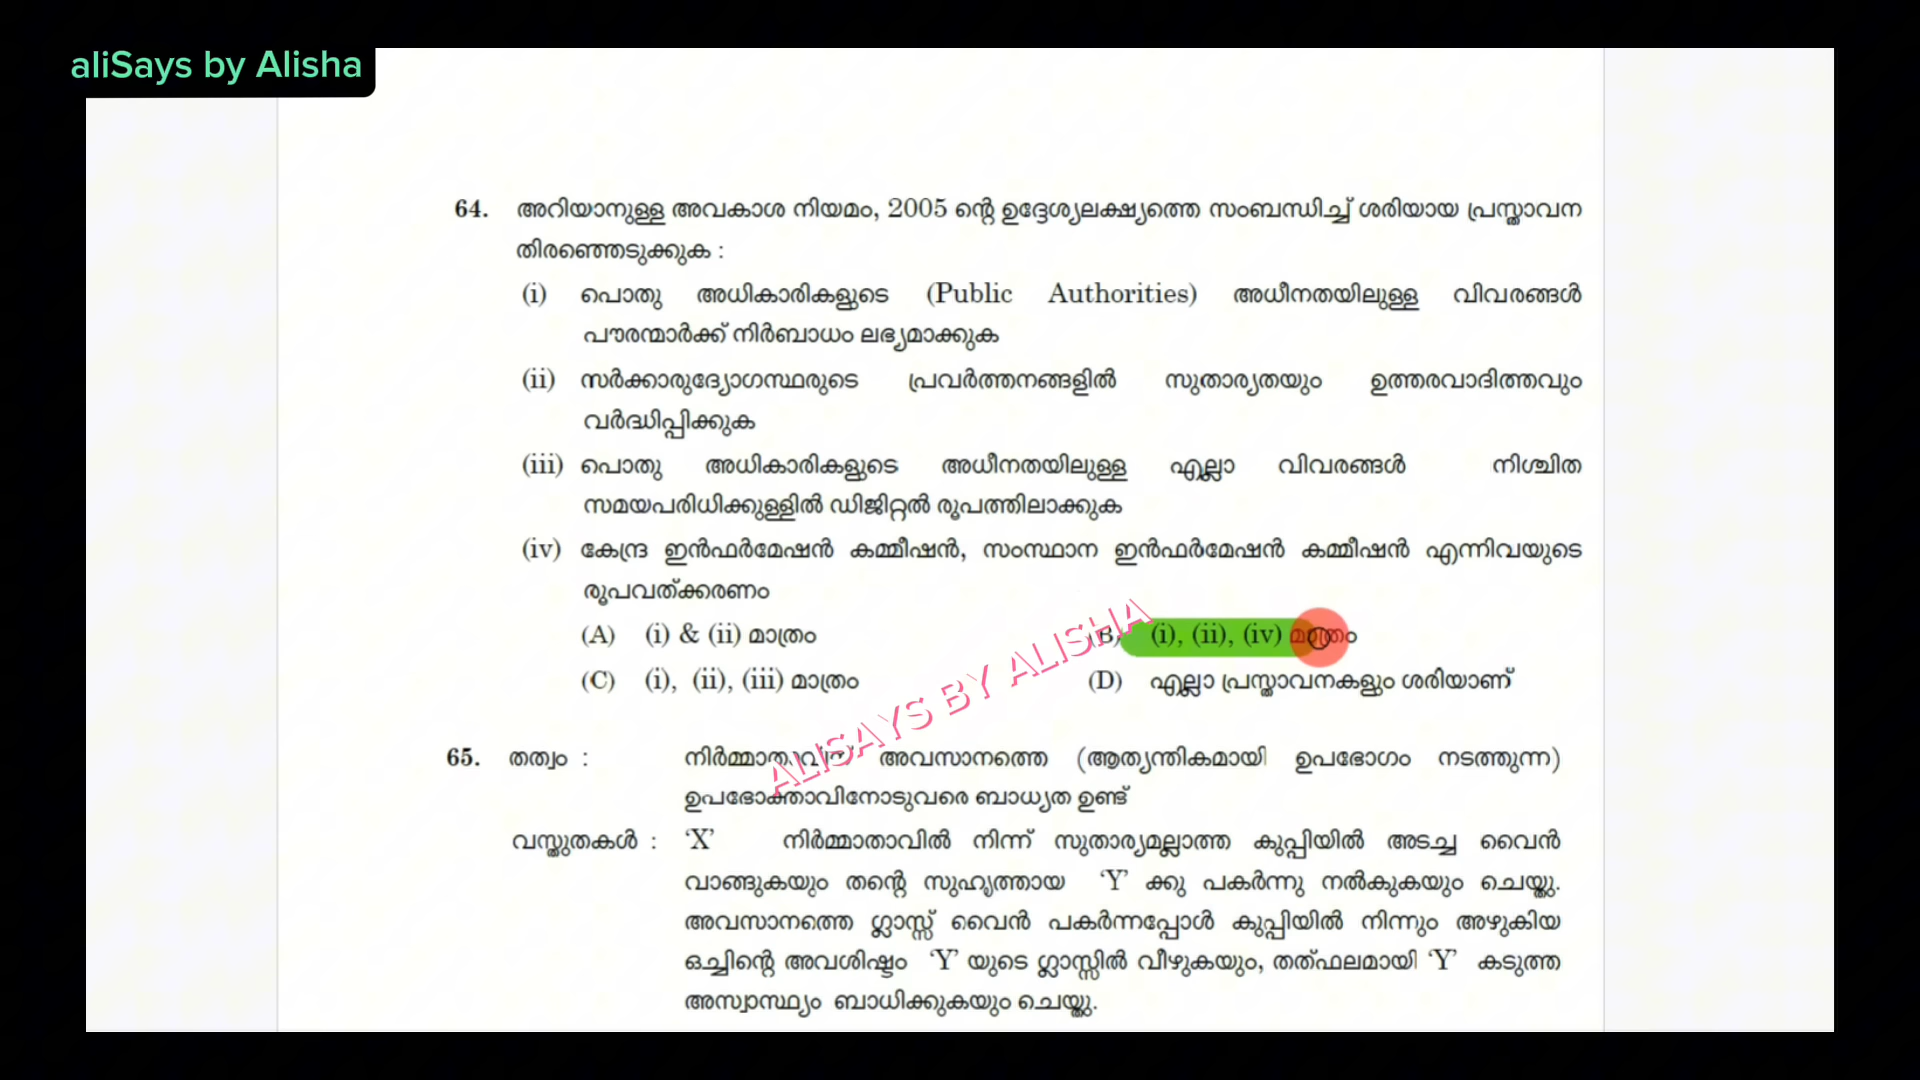 aliSays by Alisha
64. അറിയാനുള്ള അവകാശ നിയമം, 2005 ന്റെ ഉദ്ദേശ്യലക്ഷ്യത്തെ സംബന്ധിച്ച് ശരിയായ പ്രസ്താവന
തിരഞ്ഞെടുക്കുക :
(i) പൊതു അധികാരികളുടെ (Public Authorities) അധീനതയിലുള്ള വിവരങ്ങൾ
പൗരന്മാർക്ക് നിർബാധം ലഭ്യമാക്കുക
(ii) സർക്കാരുദ്യോഗസ്ഥരുടെ പ്രവർത്തനങ്ങളിൽ സുതാര്യതയും ഉത്തരവാദിത്തവും
വർദ്ധിപ്പിക്കുക
(iii) പൊതു അധികാരികളുടെ അധീനതയിലുള്ള എല്ലാ വിവരങ്ങൾ നിശ്ചിത
സമയപരിധിക്കുള്ളിൽ ഡിജിറ്റൽ രൂപത്തിലാക്കുക
(iv) കേന്ദ്ര ഇൻഫർമേഷൻ കമ്മീഷൻ, സംസ്ഥാന ഇൻഫർമേഷൻ കമ്മീഷൻ എന്നിവയുടെ
രൂപവത്ക്കരണം
(A) (i) & (ii) മാത്രം (B) (i), (ii), (iv) മാത്രം
(C) (i), (ii), (iii) മാത്രം (D) എല്ലാ പ്രസ്താവനകളും ശരിയാണ്
ALISAYS BY ALISHA
65. തത്വം : നിർമ്മാതാവിന് അവസാനത്തെ (ആത്യന്തികമായി ഉപഭോഗം നടത്തുന്ന)
ഉപഭോക്താവിനോടുവരെ ബാധ്യത ഉണ്ട്
വസ്തുതകൾ : ‘X’ നിർമ്മാതാവിൽ നിന്ന് സുതാര്യമല്ലാത്ത കുപ്പിയിൽ അടച്ച വൈൻ
വാങ്ങുകയും തന്റെ സുഹൃത്തായ ‘Y’ ക്കു പകർന്നു നൽകുകയും ചെയ്തു.
അവസാനത്തെ ഗ്ലാസ്സ് വൈൻ പകർന്നപ്പോൾ കുപ്പിയിൽ നിന്നും അഴുകിയ
ഒച്ചിന്റെ അവശിഷ്ടം ‘Y’ യുടെ ഗ്ലാസ്സിൽ വീഴുകയും, തത്ഫലമായി ‘Y’ കടുത്ത
അസ്വാസ്ഥ്യം ബാധിക്കുകയും ചെയ്തു.